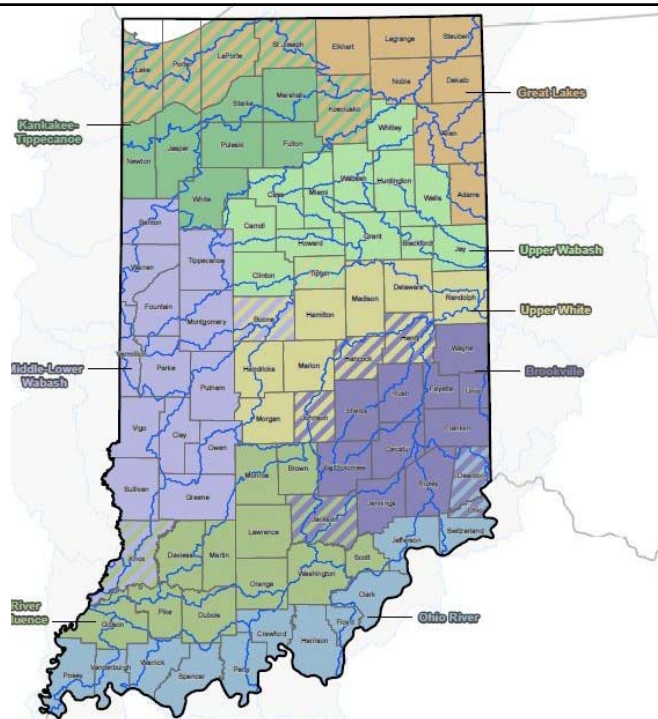 Steuben
Lagrange
Elkhart
St Joseph
LaPorte
Porter
Lake
Noble
Dekalb
Great Lakes
Marshall
Starke
Kosciusko
Kankakee-
Tippecanoe
Whitley
Allen
Jasper
Pulaski
Fulton
Newton
Wabash
Huntington
Miami
Cass
Wells
Adams
White
Benton
Carroll
Howard
Grant
Blackford
Jay
Upper Wabash
Warren
Tippecanoe
Clinton
Tipton
Delaware
Madison
Randolph
Fountain
Montgomery
Boone
Hamilton
Upper White
Henry
Wayne
Vermillion
Parke
Hendricks
Marion
Hancock
Middle-Lower
Wabash
Brookville
Putnam
Rush
Fayette
Union
Morgan
Johnson
Shelby
Vigo
Clay
Owen
Franklin
Decatur
Monroe
Brown
Bartholomew
Dearborn
Ripley
Sullivan
Greene
Jackson
Jennings
Ohio
Switzerland
Jefferson
Lawrence
Knox
Daviess
Martin
Scott
Washington
Orange
Clark
River
fluence
Gibson
Pike
Dubois
Crawford
Floyd
Harrison
Ohio River
Posey
Vanderburgh
Warrick
Spencer
Perry